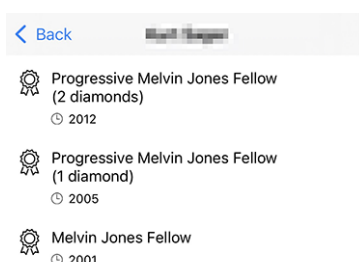 Back
Progressive Melvin Jones Fellow
(2 diamonds)
2012
Progressive Melvin Jones Fellow
(1 diamond)
2005
Melvin Jones Fellow
2001